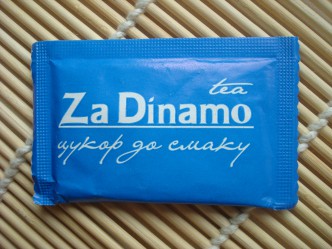 tea
Za Dinamo
цукор до смаку